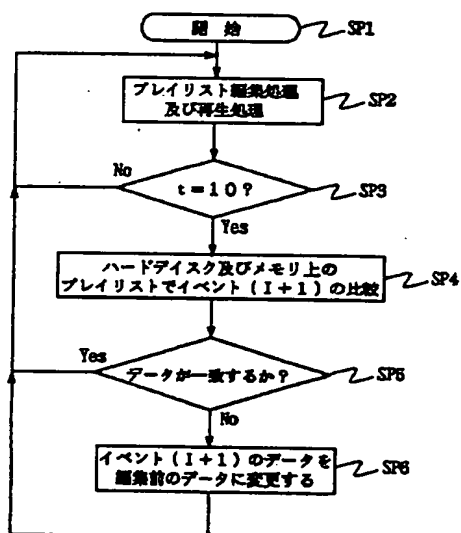 開 始
SP1
プレイリスト編集処理
及び再生処理
SP2
No
t=10?
SP3
Yes
ハードディスク及びメモリ上の
プレイリストでイベント(I+1)の比較
SP4
Yes
データが一致するか?
SP5
No
イベント(I+1)のデータを
編集前のデータに変更する
SP6